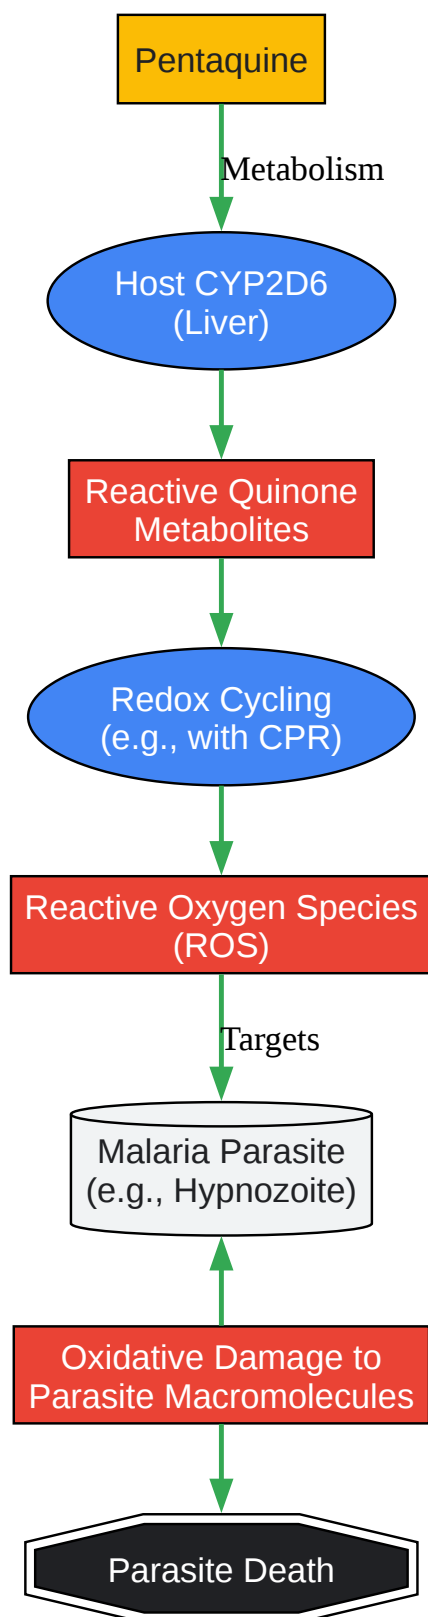 Pentaquine
Metabolism
Host CYP2D6
(Liver)
Reactive Quinone
Metabolites
Redox Cycling
(e.g., with CPR)
Reactive Oxygen Species
(ROS)
Targets
Malaria Parasite
(e.g., Hypnozoite)
Oxidative Damage to
Parasite Macromolecules
Parasite Death